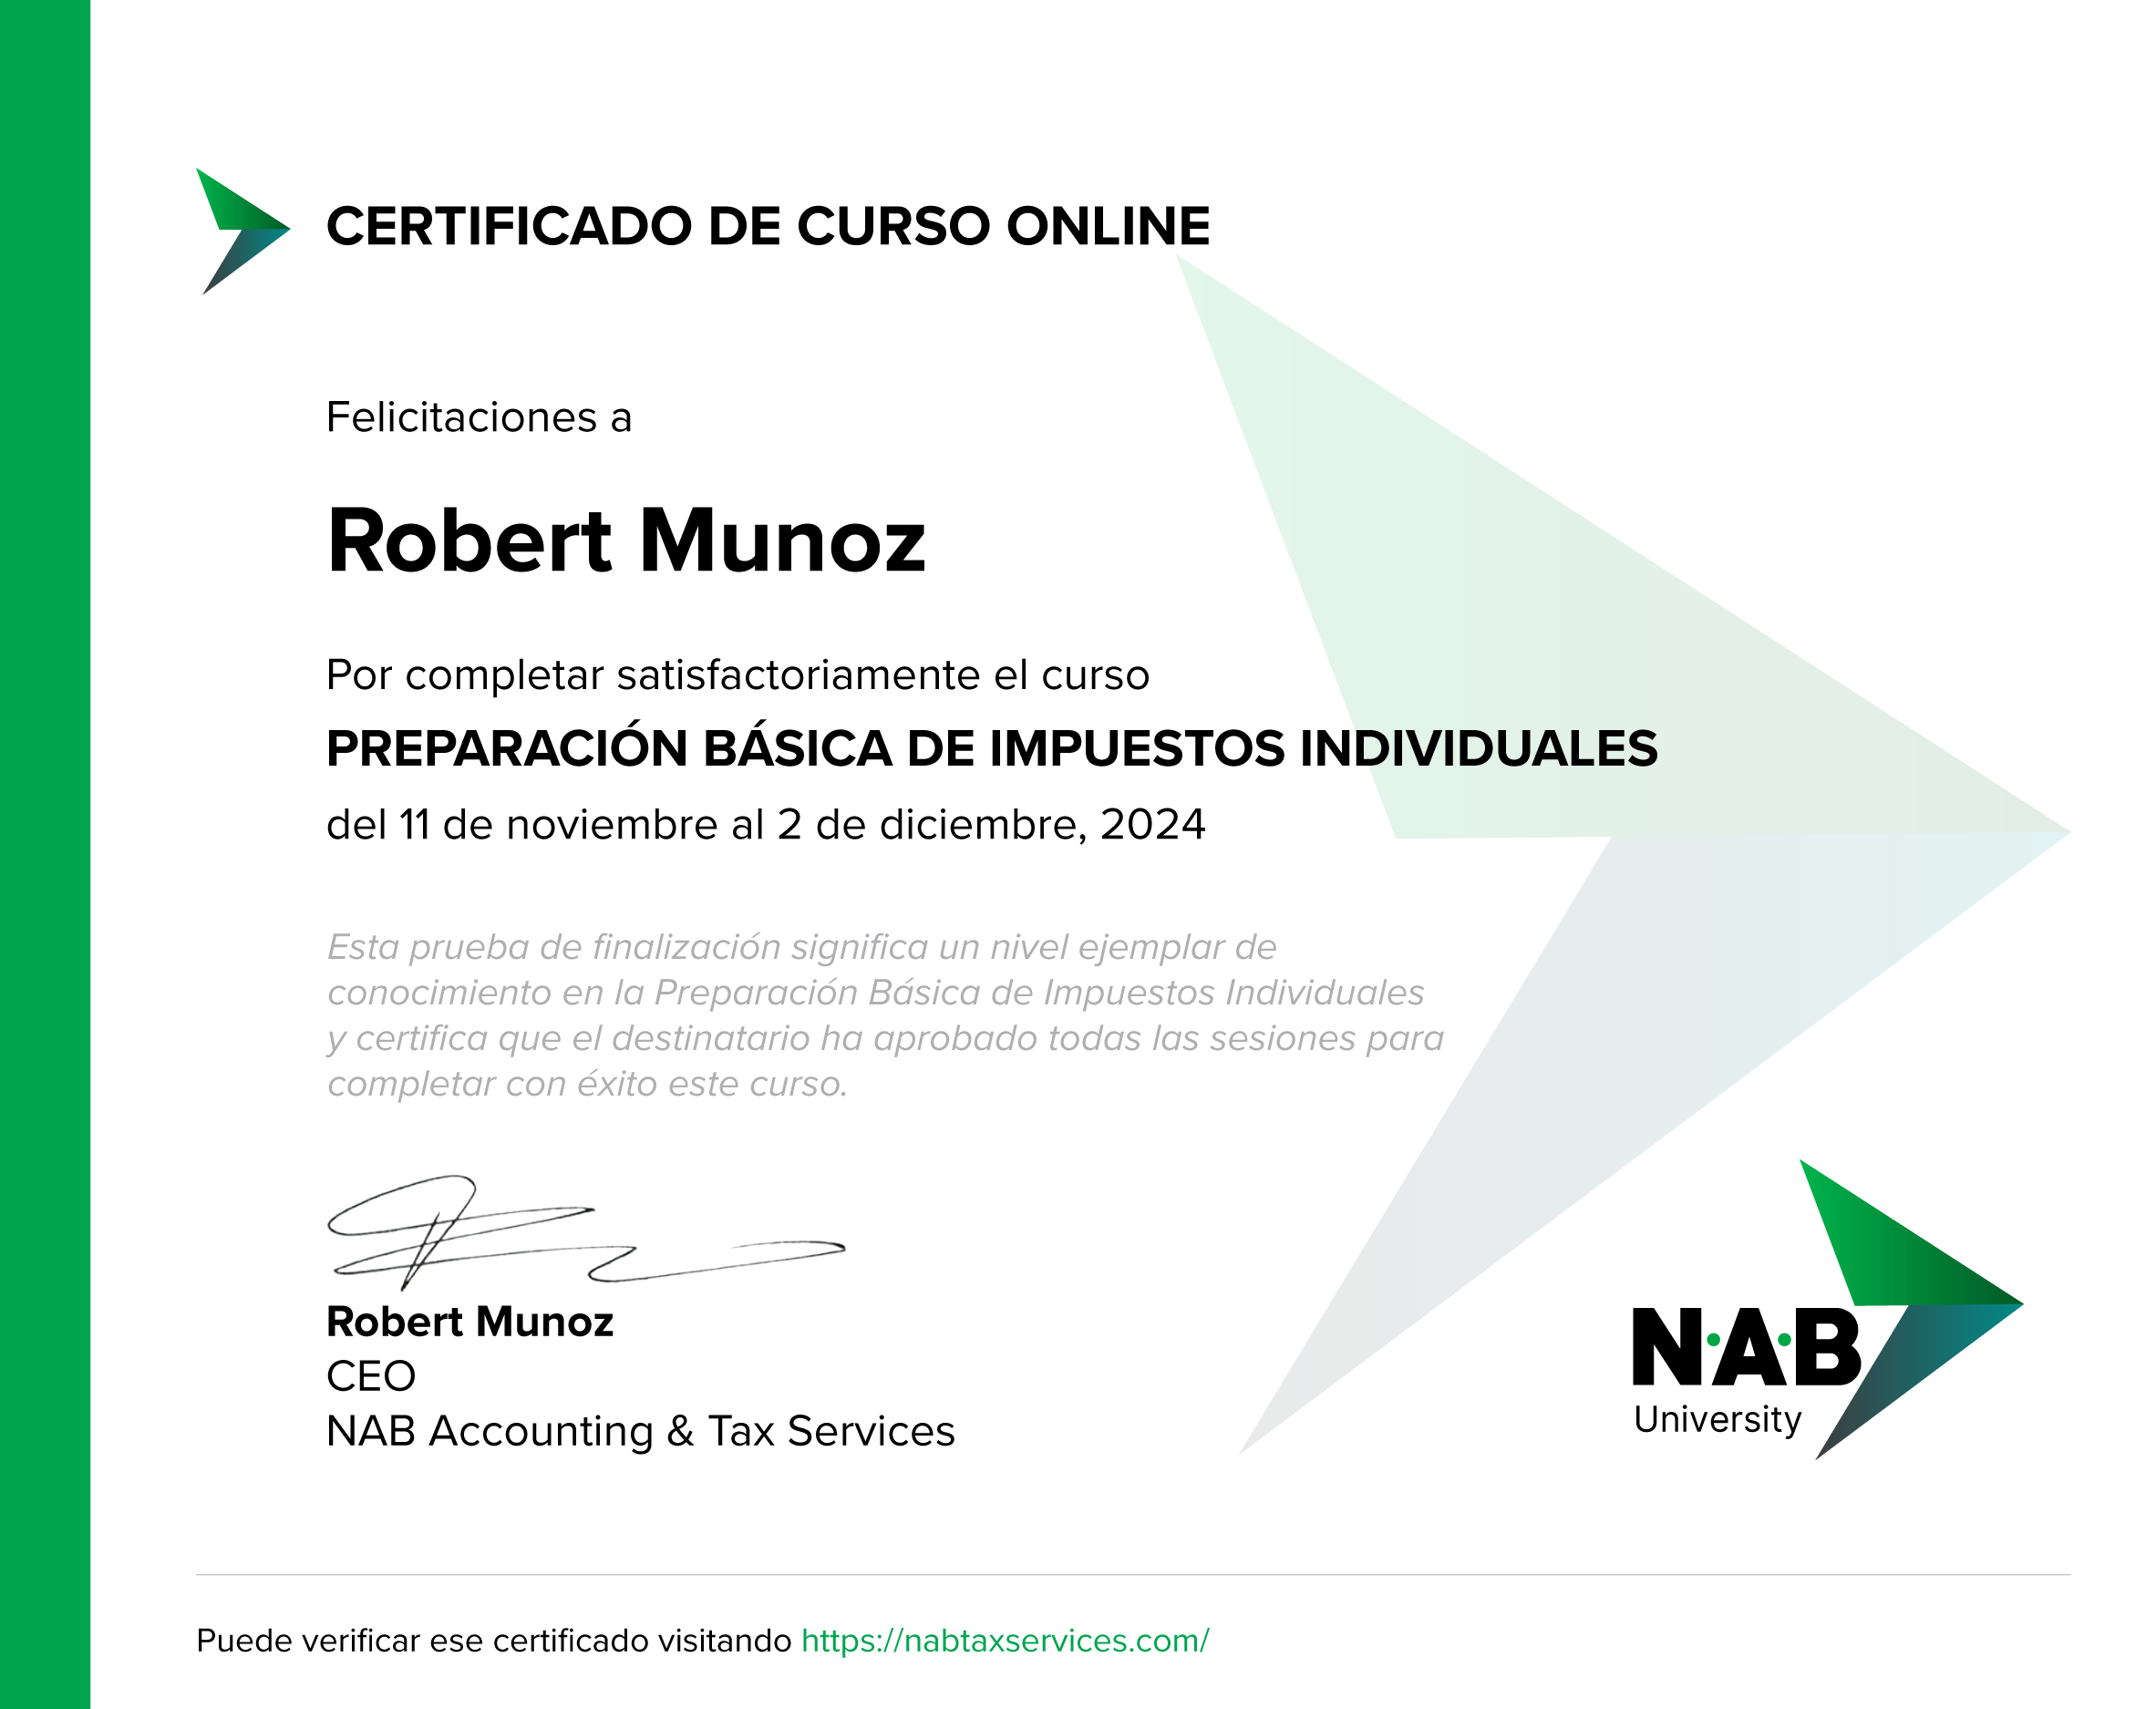 CERTIFICADO DE CURSO ONLINE
Felicitaciones a
Robert Munoz
Por completar satisfactoriamente el curso
PREPARACIÓN BÁSICA DE IMPUESTOS INDIVIDUALES
del 11 de noviembre al 2 de diciembre, 2024
Esta prueba de finalización significa un nivel ejemplar de
conocimiento en la Preparación Básica de Impuestos Individuales
y certifica que el destinatario ha aprobado todas las sesiones para
completar con éxito este curso.
Robert Munoz
CEO
NAB Accounting & Tax Services
N·A·B
University
Puede verificar ese certificado visitando https://nabtaxservices.com/